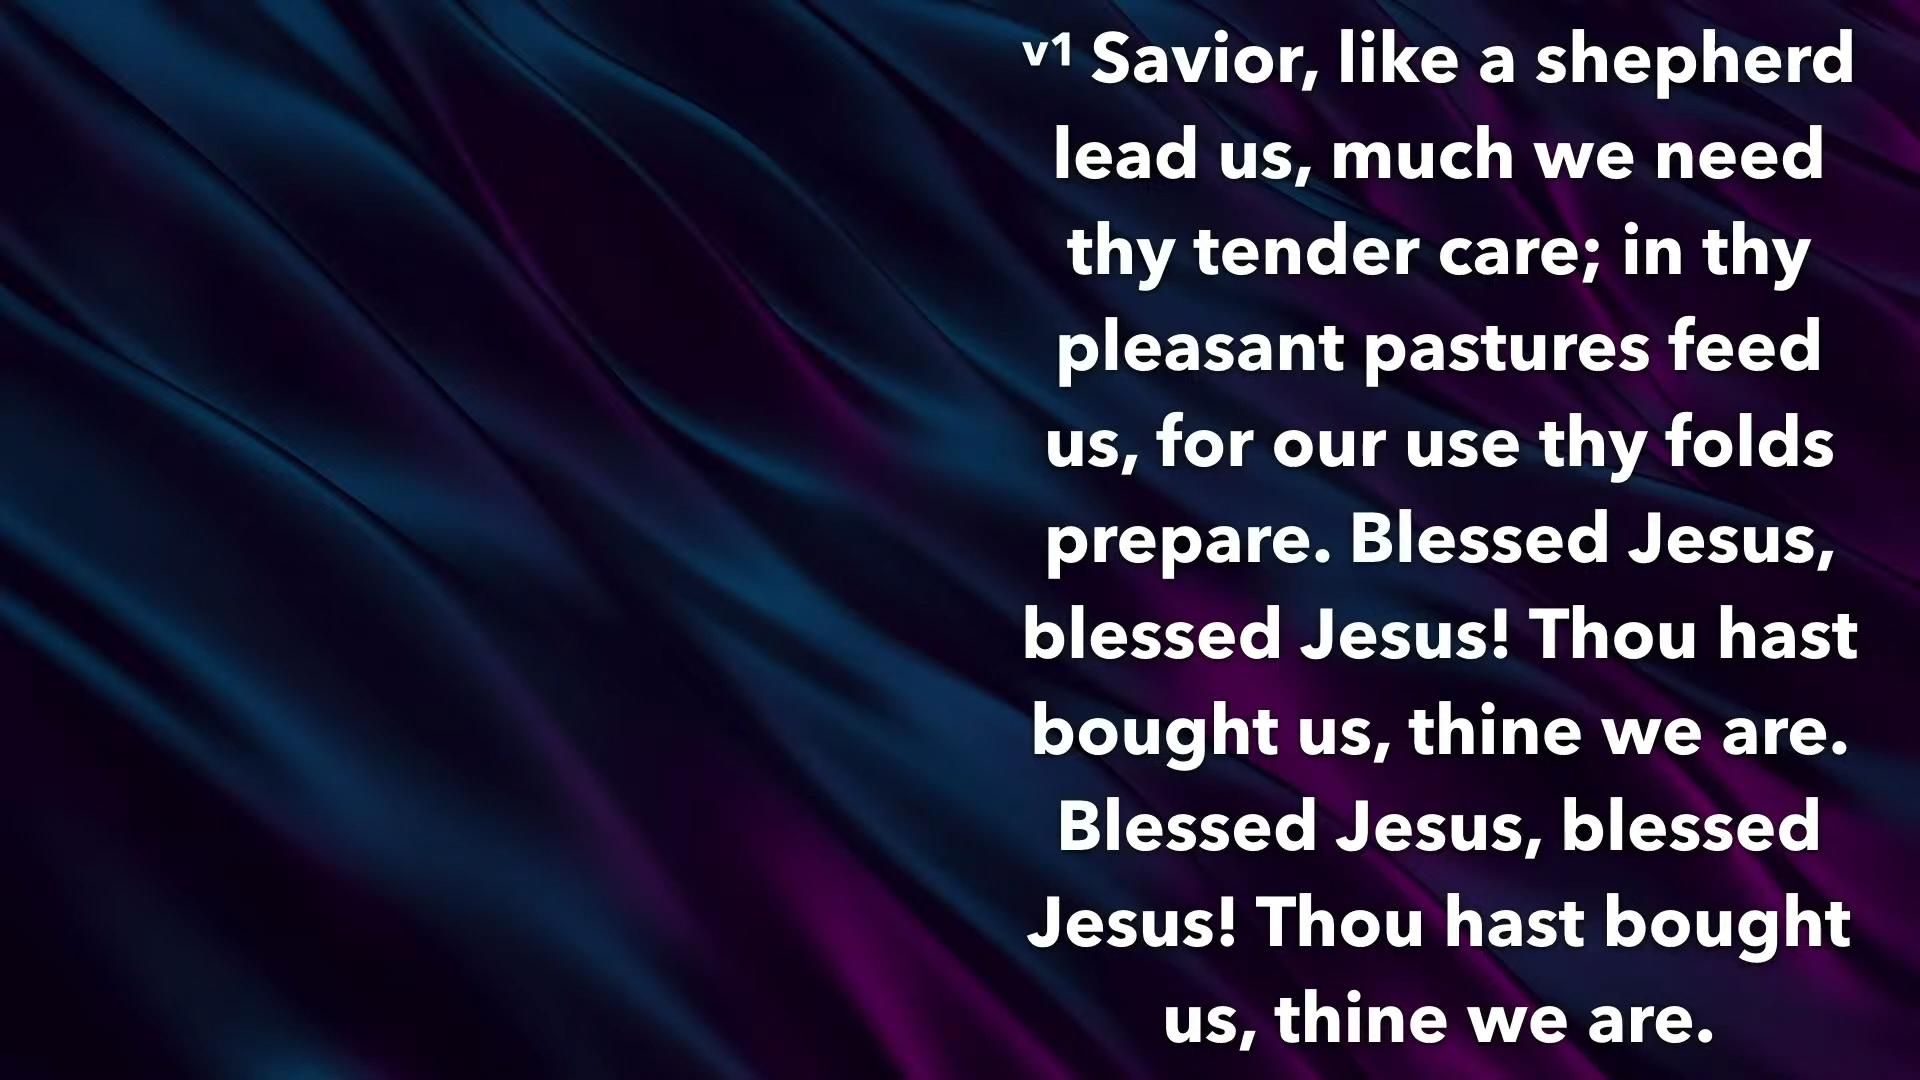 v1 Savior, like a shepherd
lead us, much we need
thy tender care; in thy
pleasant pastures feed
us, for our use thy folds
prepare. Blessed Jesus,
blessed Jesus! Thou hast
bought us, thine we are.
Blessed Jesus, blessed
Jesus! Thou hast bought
us, thine we are.